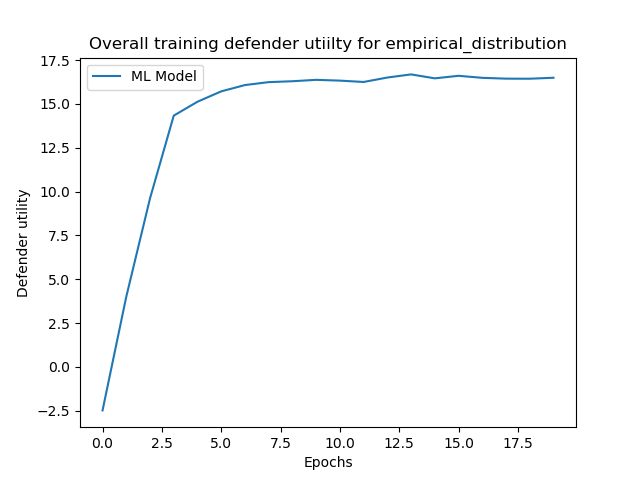 Overall training defender utiilty for empirical_distribution
ML Model
Defender utility
17.5
15.0
12.5
10.0
7.5
5.0
2.5
0.0
−2.5
0.0 2.5 5.0 7.5 10.0 12.5 15.0 17.5
Epochs